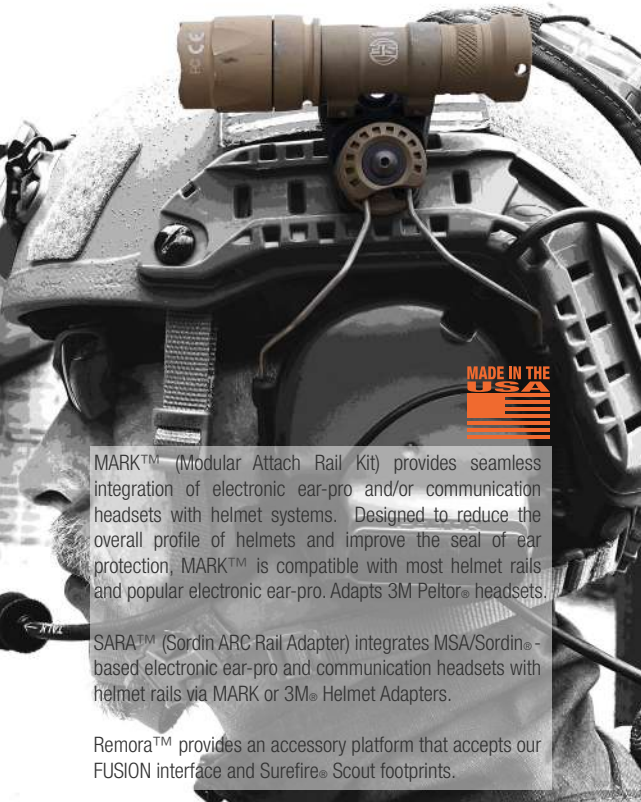 FC CE
MADE IN THE
USA
MARK™ (Modular Attach Rail Kit) provides seamless
integration of electronic ear-pro and/or communication
headsets with helmet systems. Designed to reduce the
overall profile of helmets and improve the seal of ear
protection, MARK™ is compatible with most helmet rails
and popular electronic ear-pro. Adapts 3M Peltor® headsets.
SARA™ (Sordin ARC Rail Adapter) integrates MSA/Sordin®-
based electronic ear-pro and communication headsets with
helmet rails via MARK or 3M® Helmet Adapters.
TALK
Remora™ provides an accessory platform that accepts our
FUSION interface and Surefire® Scout footprints.